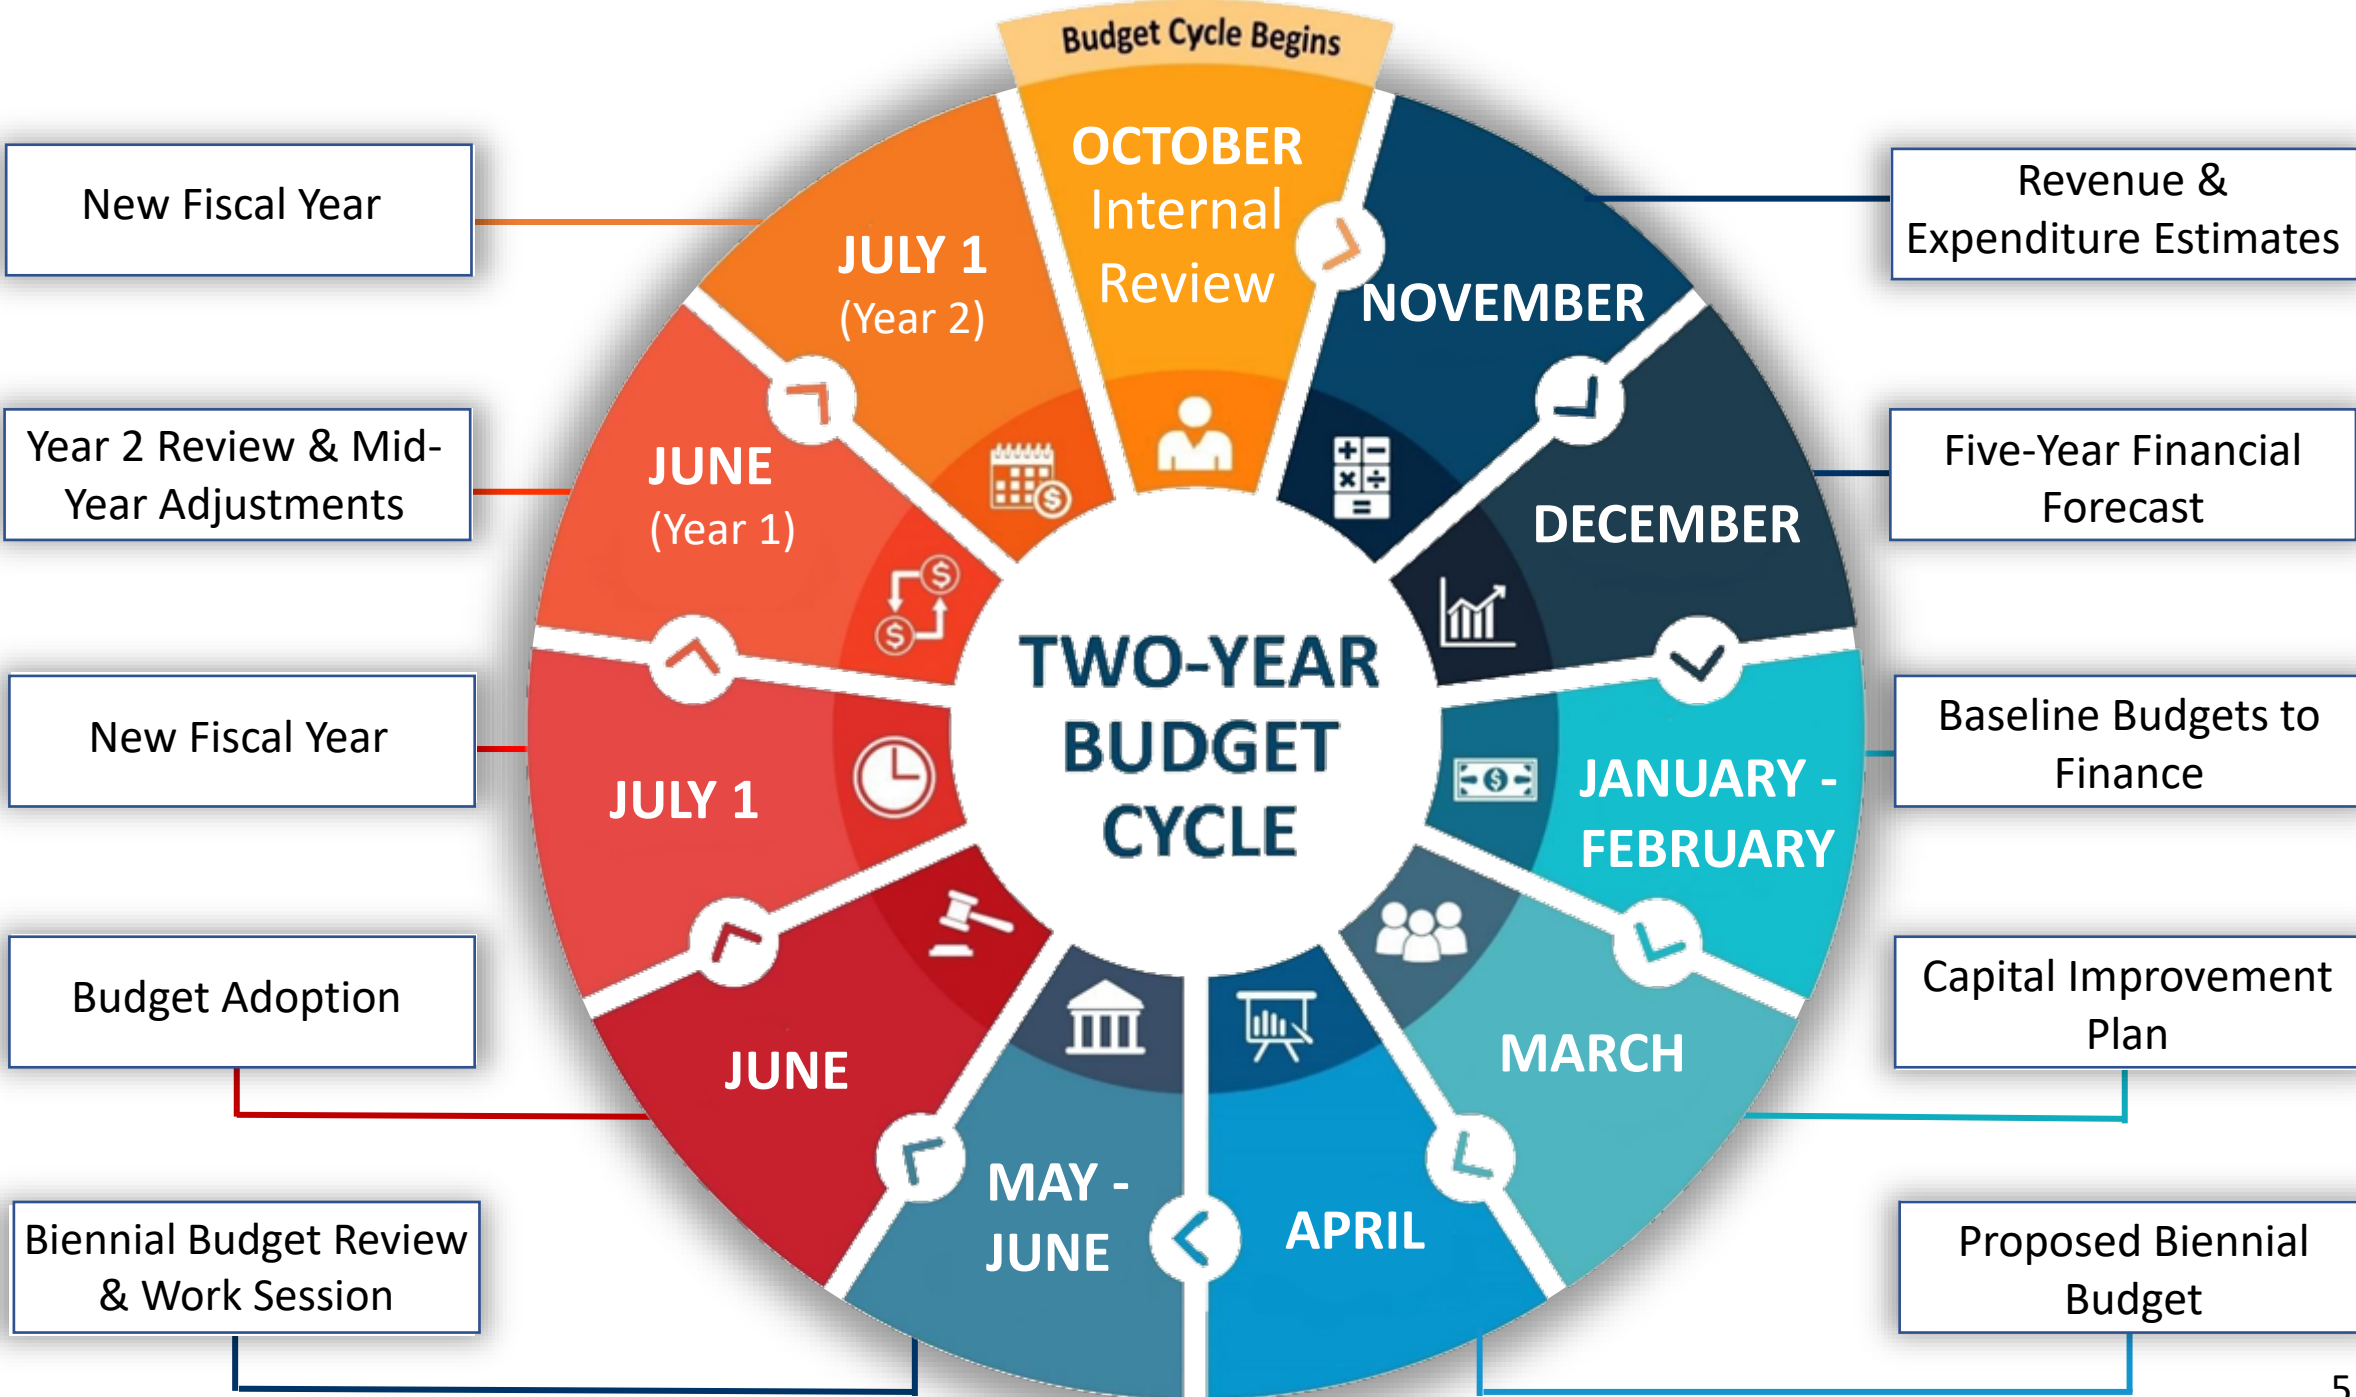 Budget Cycle Begins
OCTOBER
Internal
Review
NOVEMBER
Revenue &
Expenditure Estimates
DECEMBER
Five-Year Financial
Forecast
JANUARY -
FEBRUARY
Baseline Budgets to
Finance
MARCH
Capital Improvement
Plan
APRIL
Proposed Biennial
Budget
MAY -
JUNE
Biennial Budget Review
& Work Session
JUNE
Budget Adoption
JULY 1
New Fiscal Year
JUNE
(Year 1)
Year 2 Review & Mid-
Year Adjustments
JULY 1
(Year 2)
New Fiscal Year
TWO-YEAR
BUDGET
CYCLE
5